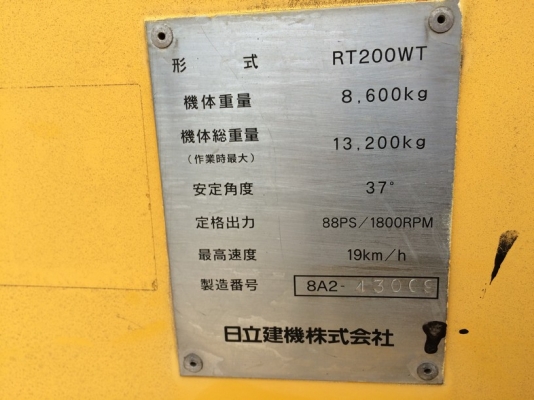 形式 RT200WT
機体重量 8,600kg
機体総重量 13,200kg
(作業時最大)
安定角度 37°
定格出力 88PS/1800RPM
最高速度 19km/h
製造番号 8A2-
日立建機株式会社